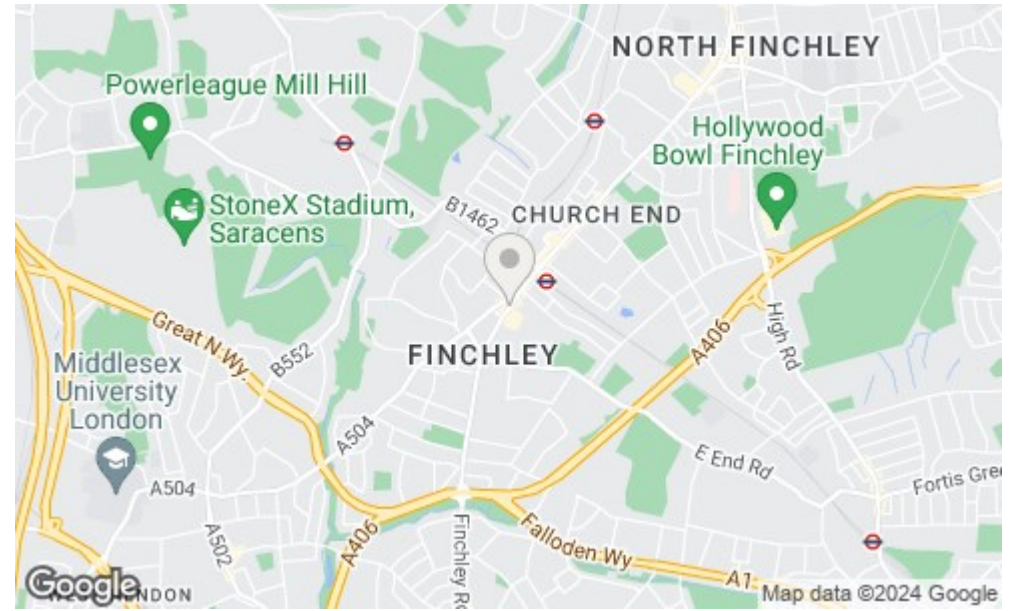 NORTH FINCHLEY
Powerleague Mill Hill
Hollywood
Bowl Finchley
StoneX Stadium,
Saracens
B1462
CHURCH END
Great N Wy.
B552
A406
High Rd
FINCHLEY
Middlesex
University
London
A504
A504
E End Rd
Fortis Gree
A502
A406
Finchley Rd
Falloden Wy
A1
Google
ENDON
Map data ©2024 Google